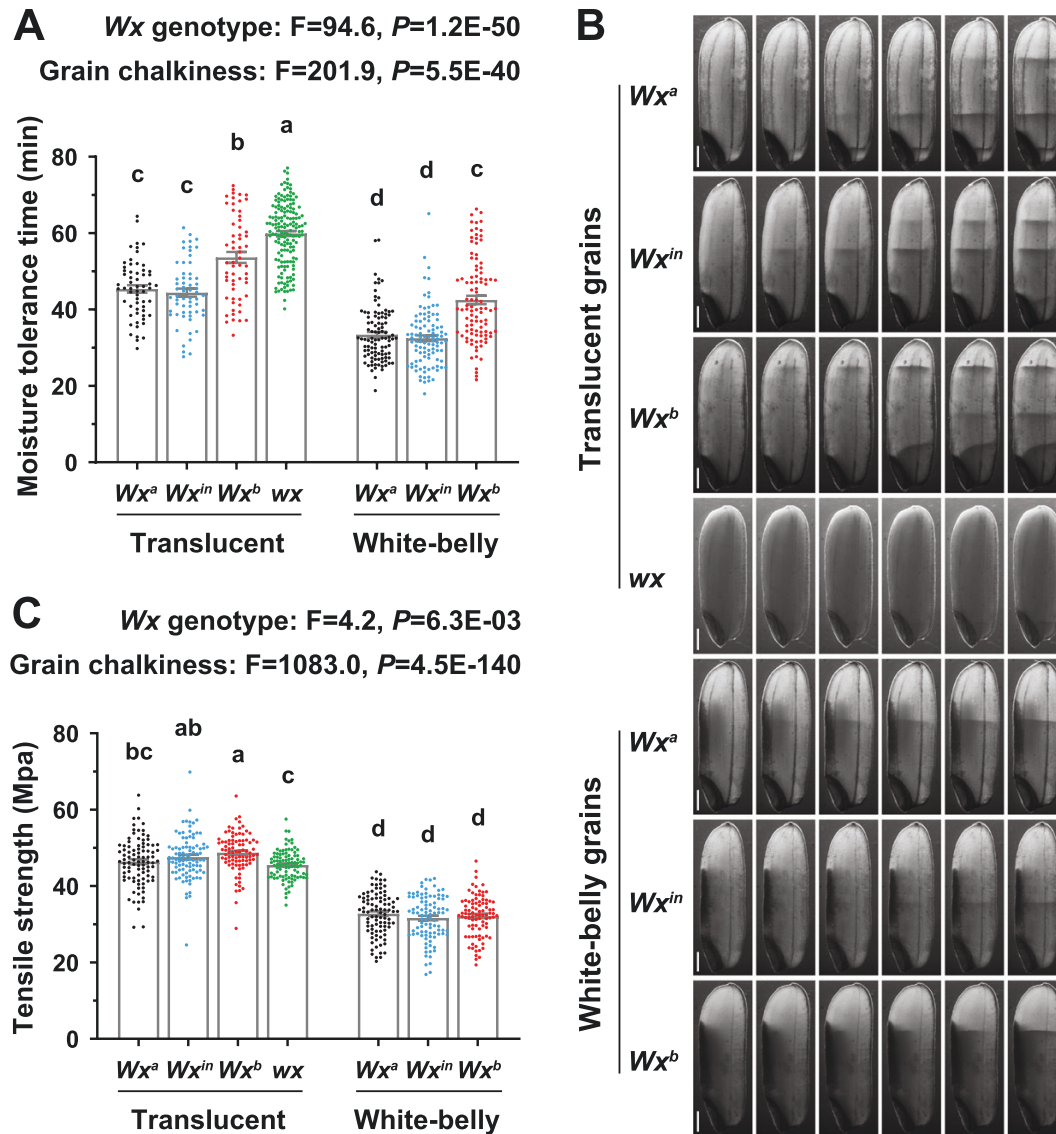 A
Wx genotype: F=94.6, P=1.2E-50
Grain chalkiness: F=201.9, P=5.5E-40
Moisture tolerance time (min)
80
60
40
20
0
c
c
b
a
d
d
c
Wxᵃ Wxⁱⁿ Wxᵇ wx Wxᵃ Wxⁱⁿ Wxᵇ
Translucent White-belly
C
Wx genotype: F=4.2, P=6.3E-03
Grain chalkiness: F=1083.0, P=4.5E-140
Tensile strength (Mpa)
80
60
40
20
0
bc
ab
a
c
d
d
d
Wxᵃ Wxⁱⁿ Wxᵇ wx Wxᵃ Wxⁱⁿ Wxᵇ
Translucent White-belly
B
Translucent grains
Wxᵃ
Wxⁱⁿ
Wxᵇ
wx
White-belly grains
Wxᵃ
Wxⁱⁿ
Wxᵇ